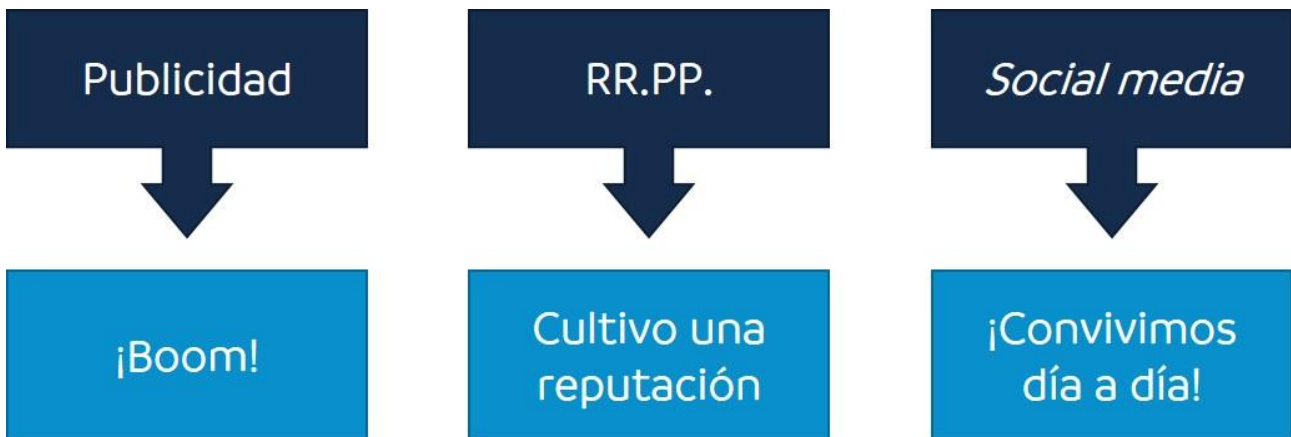 Publicidad
RR.PP.
Social media
¡Boom!
Cultivo una
reputación
¡Convivimos
día a día!